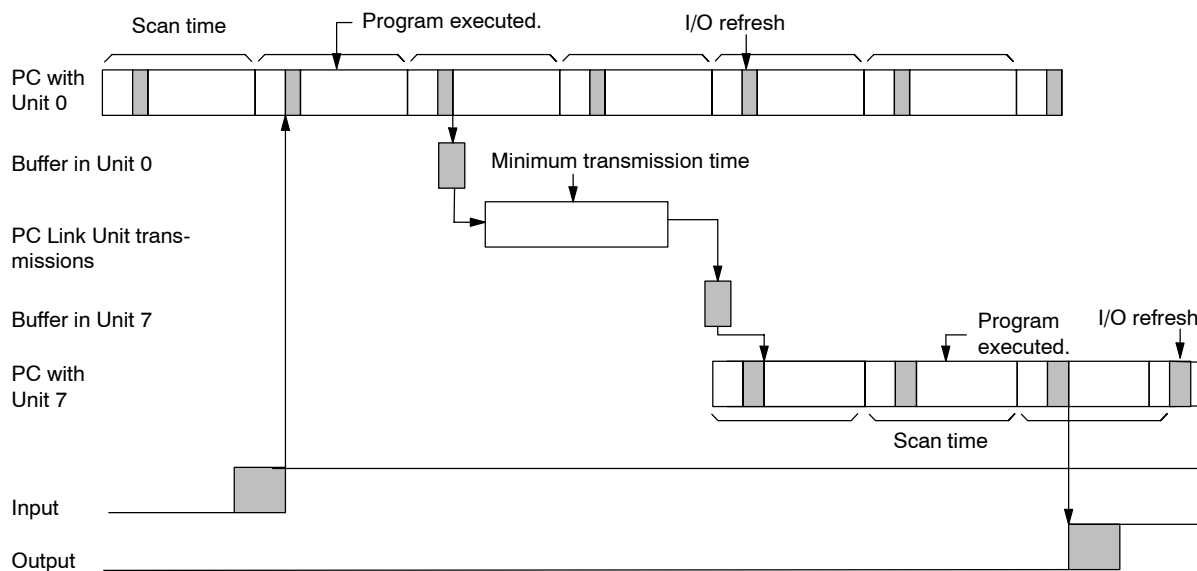 Scan time
Program executed.
I/O refresh
PC with
Unit 0
Buffer in Unit 0
Minimum transmission time
PC Link Unit trans-
missions
Buffer in Unit 7
Program
executed.
I/O refresh
PC with
Unit 7
Scan time
Input
Output